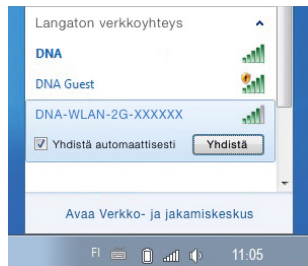 Langaton verkkoyhteys
DNA
DNA Guest
DNA-WLAN-2G-XXXXXX
Yhdistä automaattisesti Yhdistä
Avaa Verkko- ja jakamiskeskus
FI 11:05